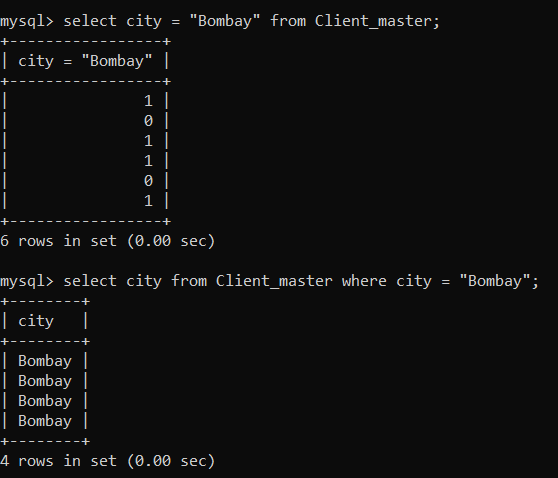 mysql> select city = "Bombay" from Client_master;
+-----------------+
| city = "Bombay" |
+-----------------+
|               1 |
|               0 |
|               1 |
|               1 |
|               0 |
|               1 |
+-----------------+
6 rows in set (0.00 sec)

mysql> select city from Client_master where city = "Bombay";
+--------+
| city   |
+--------+
| Bombay |
| Bombay |
| Bombay |
| Bombay |
+--------+
4 rows in set (0.00 sec)